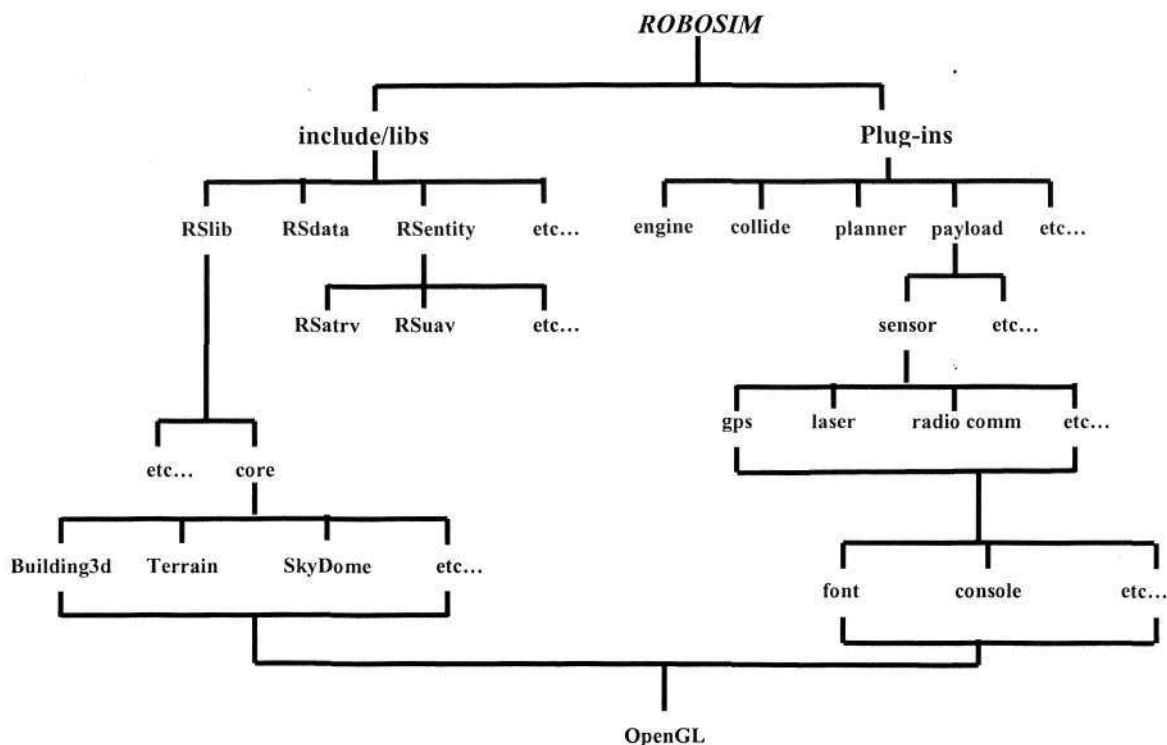 ROBOSIM
include/libs Plug-ins
RSlib RSdata RSentity etc... engine collide planner payload etc...
RSatrv RSuav etc... sensor etc...
gps laser radio comm etc...
etc... core
Building3d Terrain SkyDome etc...
font console etc...
OpenGL